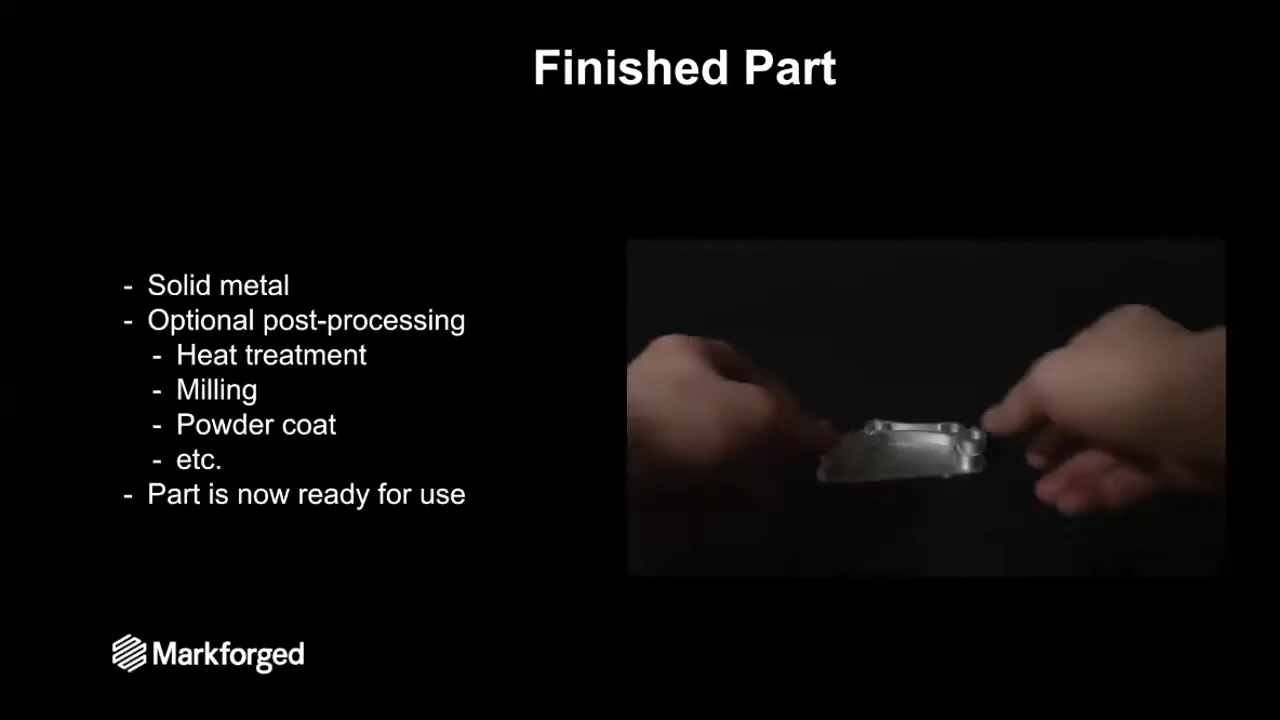 Finished Part
- Solid metal
- Optional post-processing
- Heat treatment
- Milling
- Powder coat
- etc.
- Part is now ready for use
Markforged